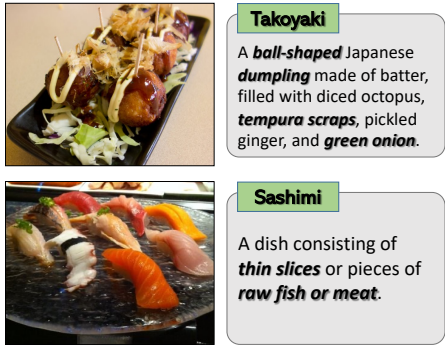 Takoyaki
A ball-shaped Japanese
dumpling made of batter,
filled with diced octopus,
tempura scraps, pickled
ginger, and green onion.
Sashimi
A dish consisting of
thin slices or pieces of
raw fish or meat.